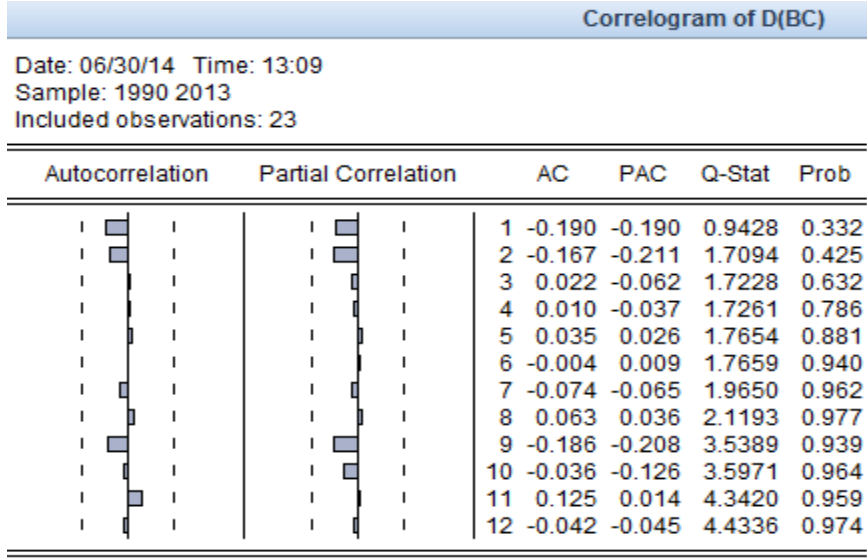 Correlogram of D(BC)
Date: 06/30/14 Time: 13:09
Sample: 1990 2013
Included observations: 23
Autocorrelation Partial Correlation AC PAC Q-Stat Prob
1 -0.190 -0.190 0.9428 0.332
2 -0.167 -0.211 1.7094 0.425
3 0.022 -0.062 1.7228 0.632
4 0.010 -0.037 1.7261 0.786
5 0.035 0.026 1.7654 0.881
6 -0.004 0.009 1.7659 0.940
7 -0.074 -0.065 1.9650 0.962
8 0.063 0.036 2.1193 0.977
9 -0.186 -0.208 3.5389 0.939
10 -0.036 -0.126 3.5971 0.964
11 0.125 0.014 4.3420 0.959
12 -0.042 -0.045 4.4336 0.974